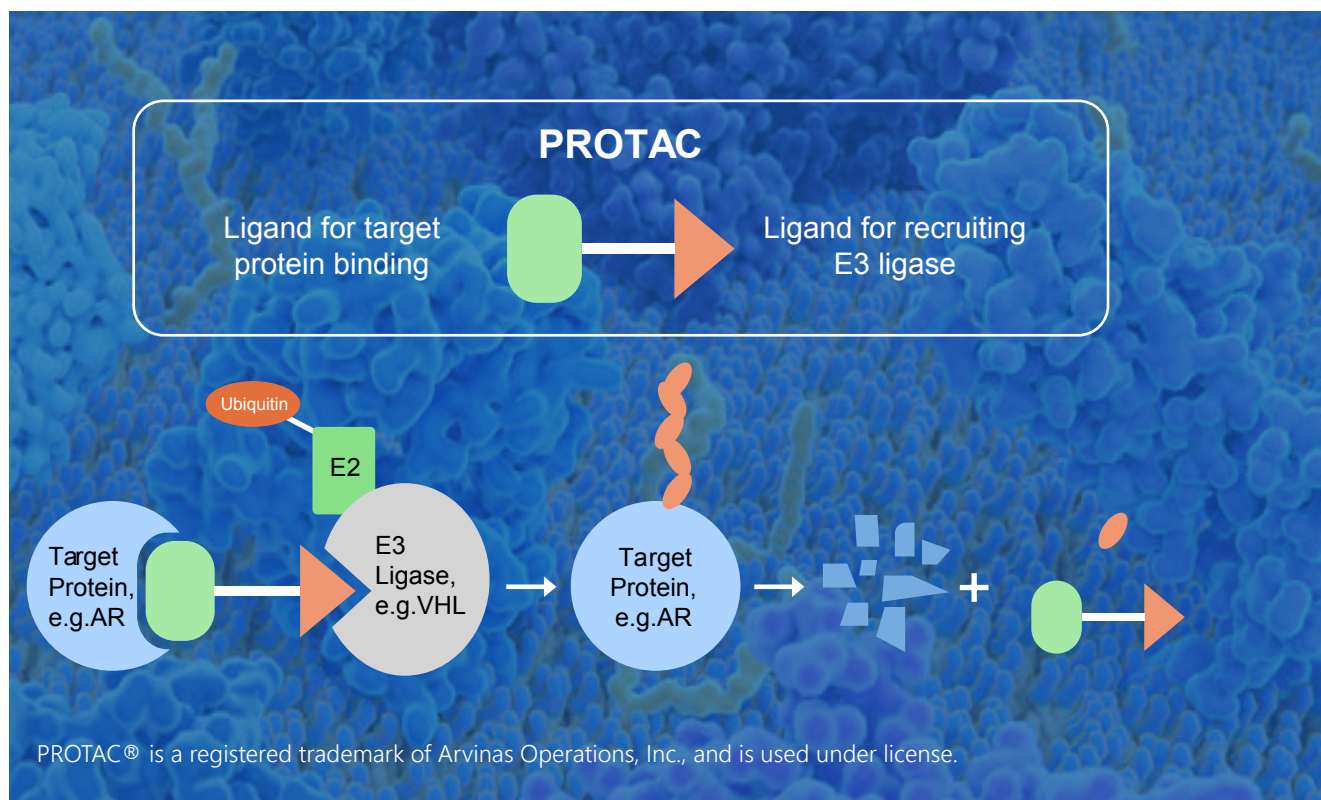 PROTAC
Ligand for target
protein binding
Ligand for recruiting
E3 ligase
Ubiquitin
E2
Target
Protein,
e.g.AR
E3
Ligase,
e.g.VHL
Target
Protein,
e.g.AR
+
PROTAC® is a registered trademark of Arvinas Operations, Inc., and is used under license.